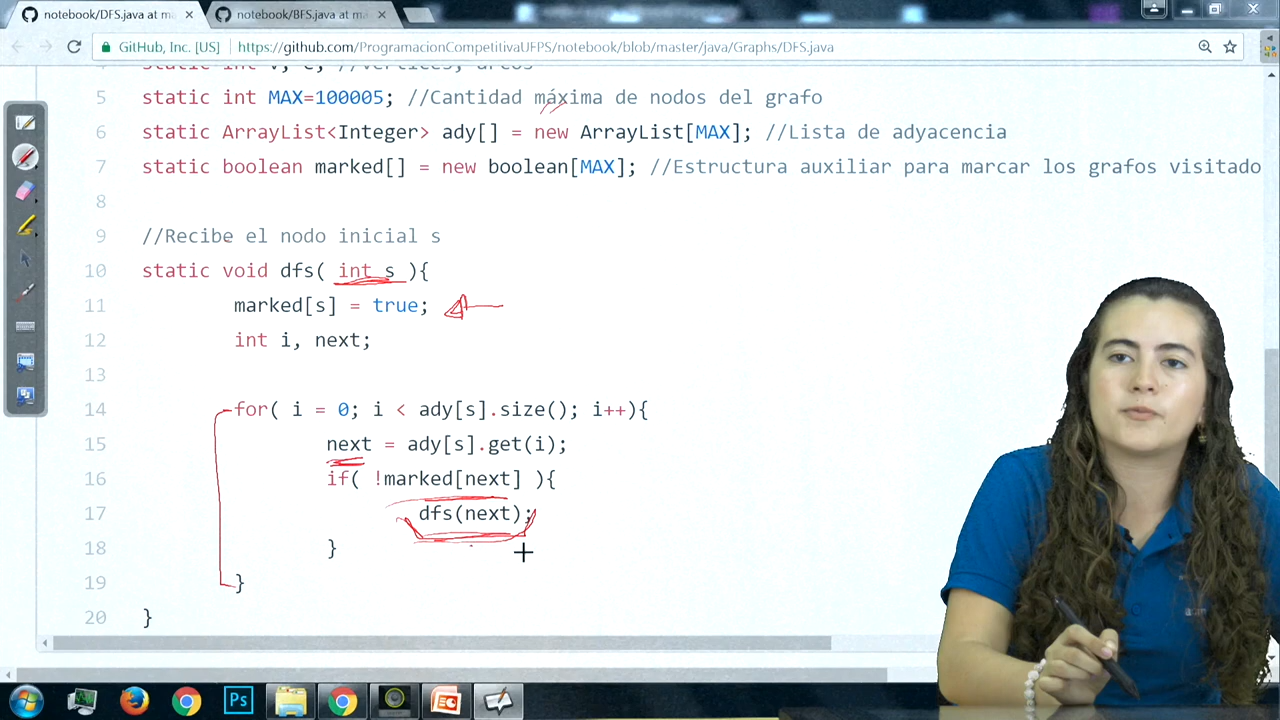 notebook/DFS.java at ma
notebook/BFS.java at ma
GitHub, Inc. [US]
https://github.com/ProgramacionCompetitivaUFPS/notebook/blob/master/java/Graphs/DFS.java
5 static int MAX=100005; //Cantidad máxima de nodos del grafo
6 static ArrayList<Integer> ady[] = new ArrayList[MAX]; //Lista de adyacencia
7 static boolean marked[] = new boolean[MAX]; //Estructura auxiliar para marcar los grafos visitado
8
9 //Recibe el nodo inicial s
10 static void dfs( int s ){
11 marked[s] = true;
12 int i, next;
13
14 for( i = 0; i < ady[s].size(); i++){
15 next = ady[s].get(i);
16 if( !marked[next] ){
17 dfs(next);
18 }
19 }
20 }
Ps